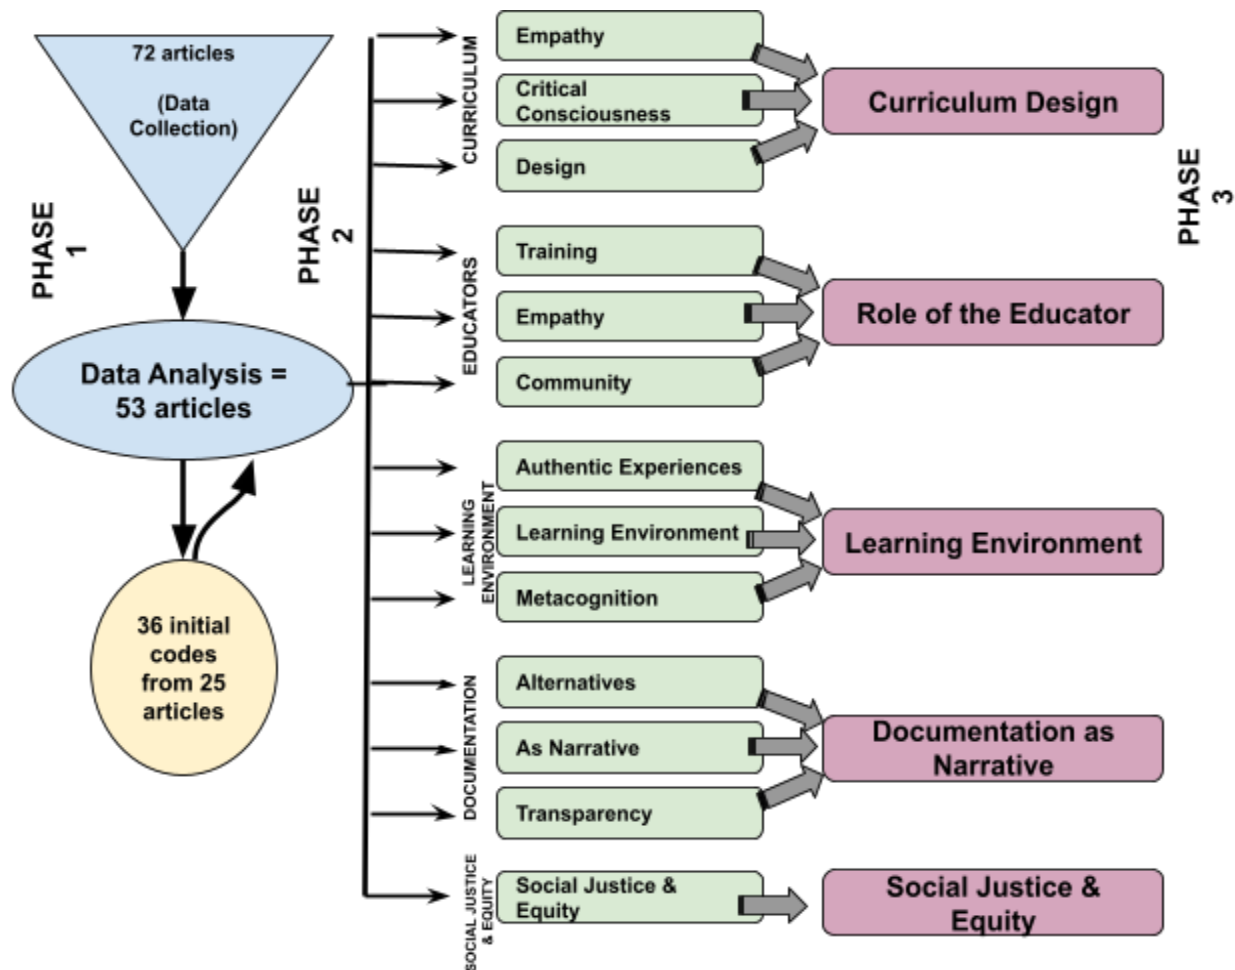 72 articles
(Data
Collection)
PHASE
1
Data Analysis =
53 articles
36 initial
codes
from 25
articles
PHASE
2
CURRICULUM
Empathy
Critical
Consciousness
Design
EDUCATORS
Training
Empathy
Community
LEARNING
ENVIRONMENT
Authentic Experiences
Learning Environment
Metacognition
DOCUMENTATION
Alternatives
As Narrative
Transparency
SOCIAL JUSTICE
& EQUITY
Social Justice &
Equity
PHASE
3
Curriculum Design
Role of the Educator
Learning Environment
Documentation as
Narrative
Social Justice &
Equity